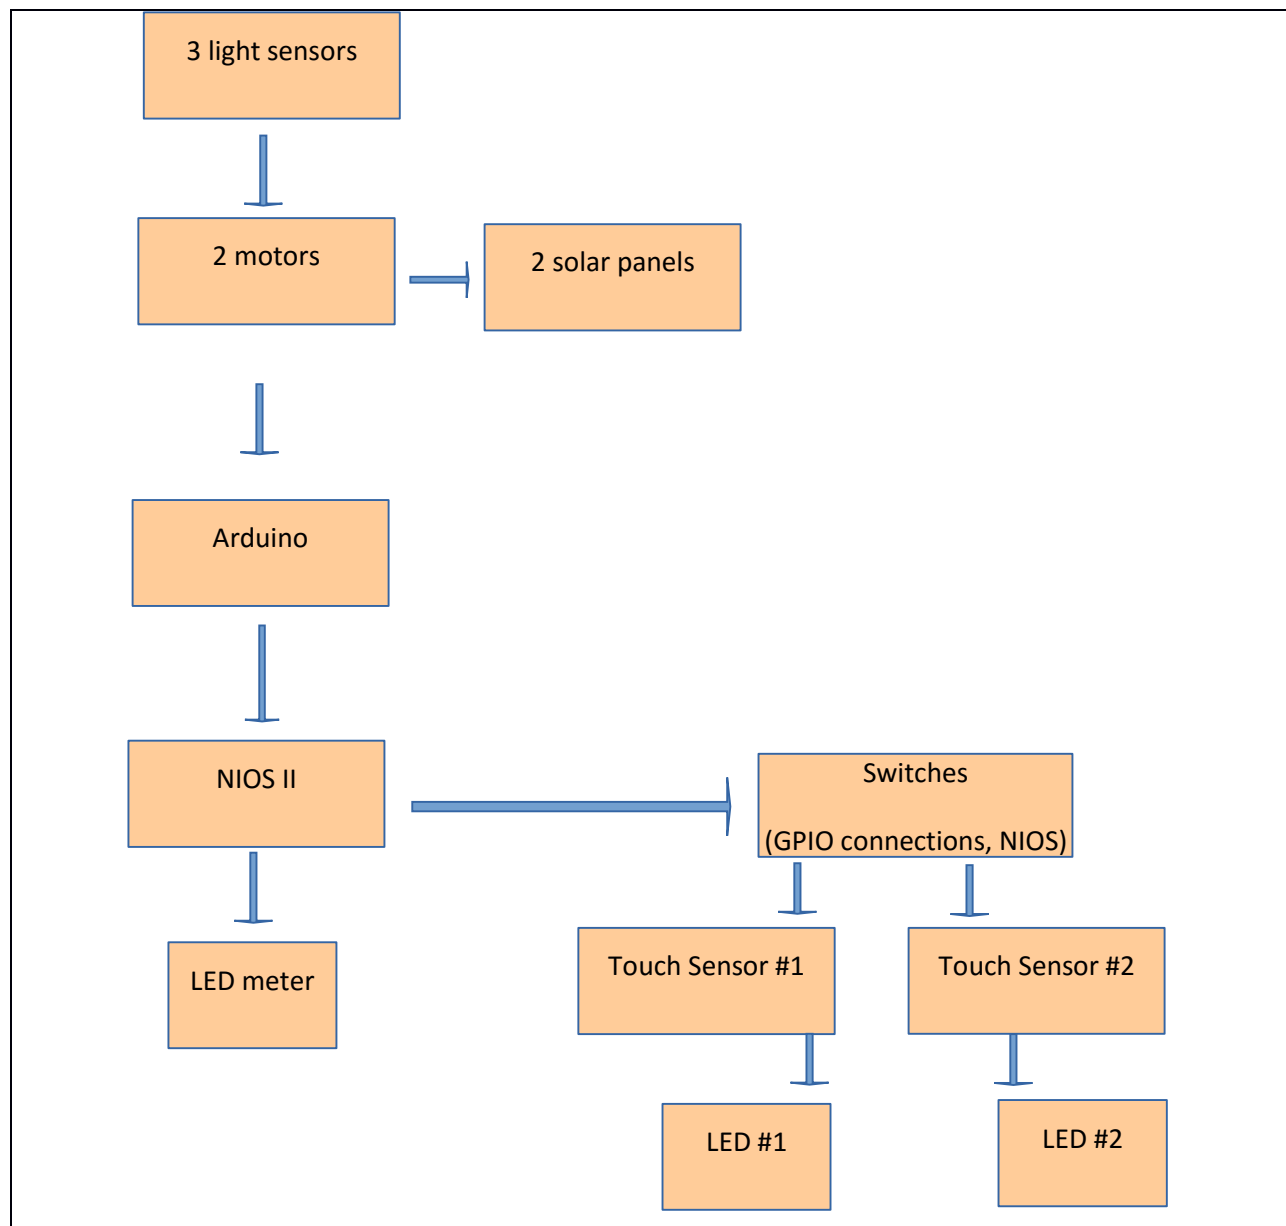 3 light sensors
2 motors
2 solar panels
Arduino
NIOS II
Switches
(GPIO connections, NIOS)
LED meter
Touch Sensor #1
Touch Sensor #2
LED #1
LED #2